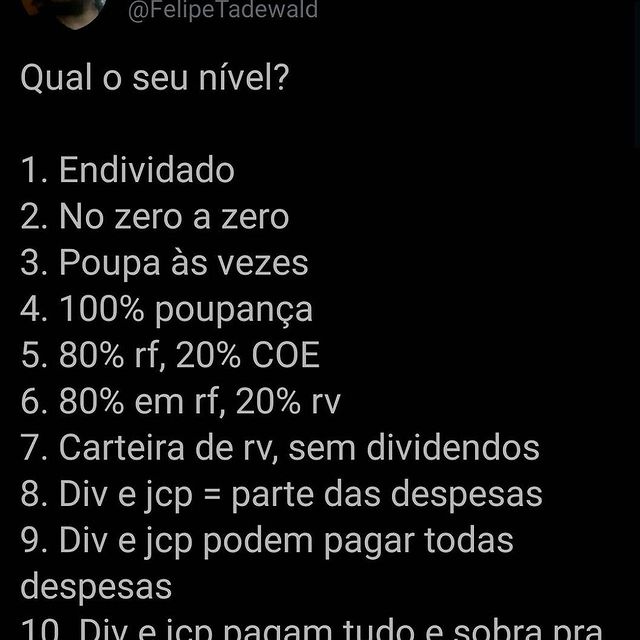 @FelipeTadewald
Qual o seu nível?
1. Endividado
2. No zero a zero
3. Poupa às vezes
4. 100% poupança
5. 80% rf, 20% COE
6. 80% em rf, 20% rv
7. Carteira de rv, sem dividendos
8. Div e jcp = parte das despesas
9. Div e jcp podem pagar todas
despesas
10. Div e jcp pagam tudo e sobra pra